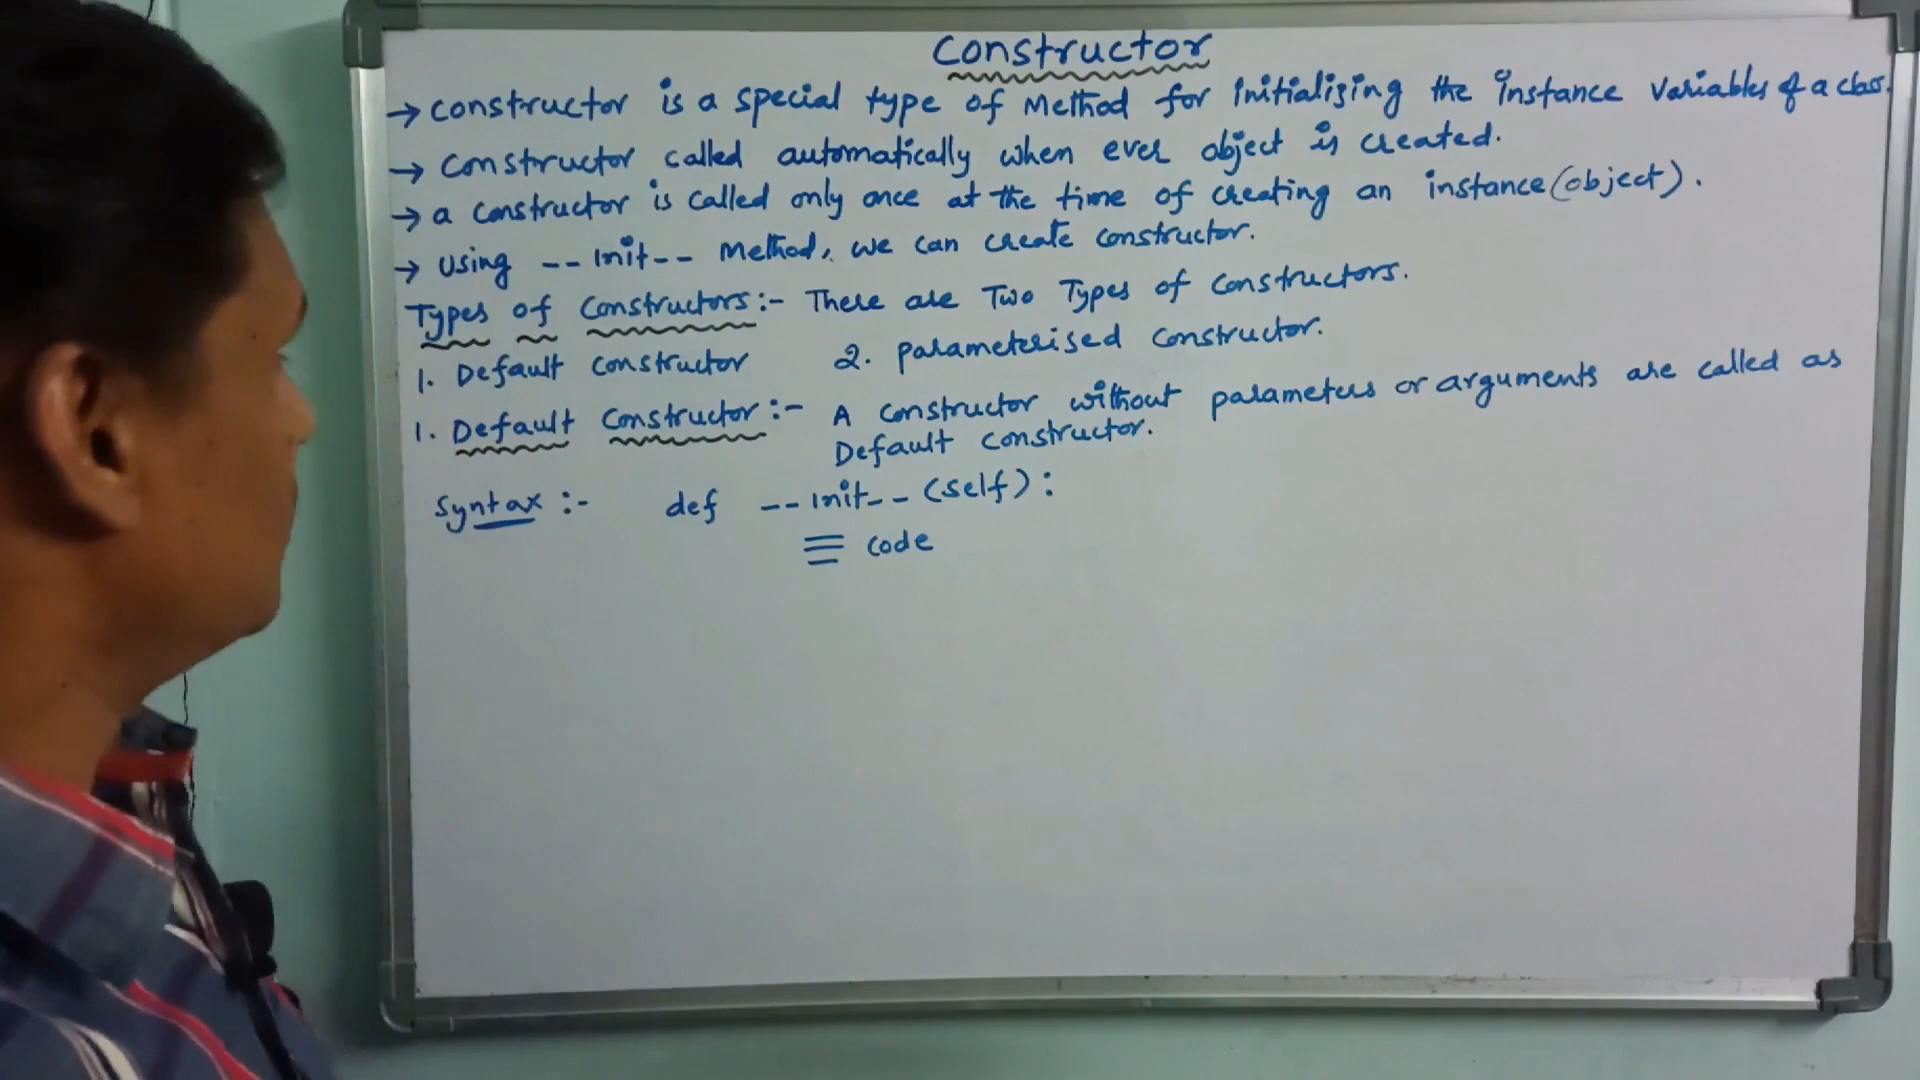 Constructor
→ constructor is a special type of Method for initializing the instance variables of a class.
→ constructor called automatically when ever object is created.
→ a constructor is called only once at the time of creating an instance(object).
→ Using --init-- Method, we can create constructor.
Types of Constructors:- There are Two Types of constructors.
1. Default constructor 2. parameterised constructor.
1. Default Constructor:- A constructor without parameters or arguments are called as
Default constructor.
Syntax:- def --init--(self):
code